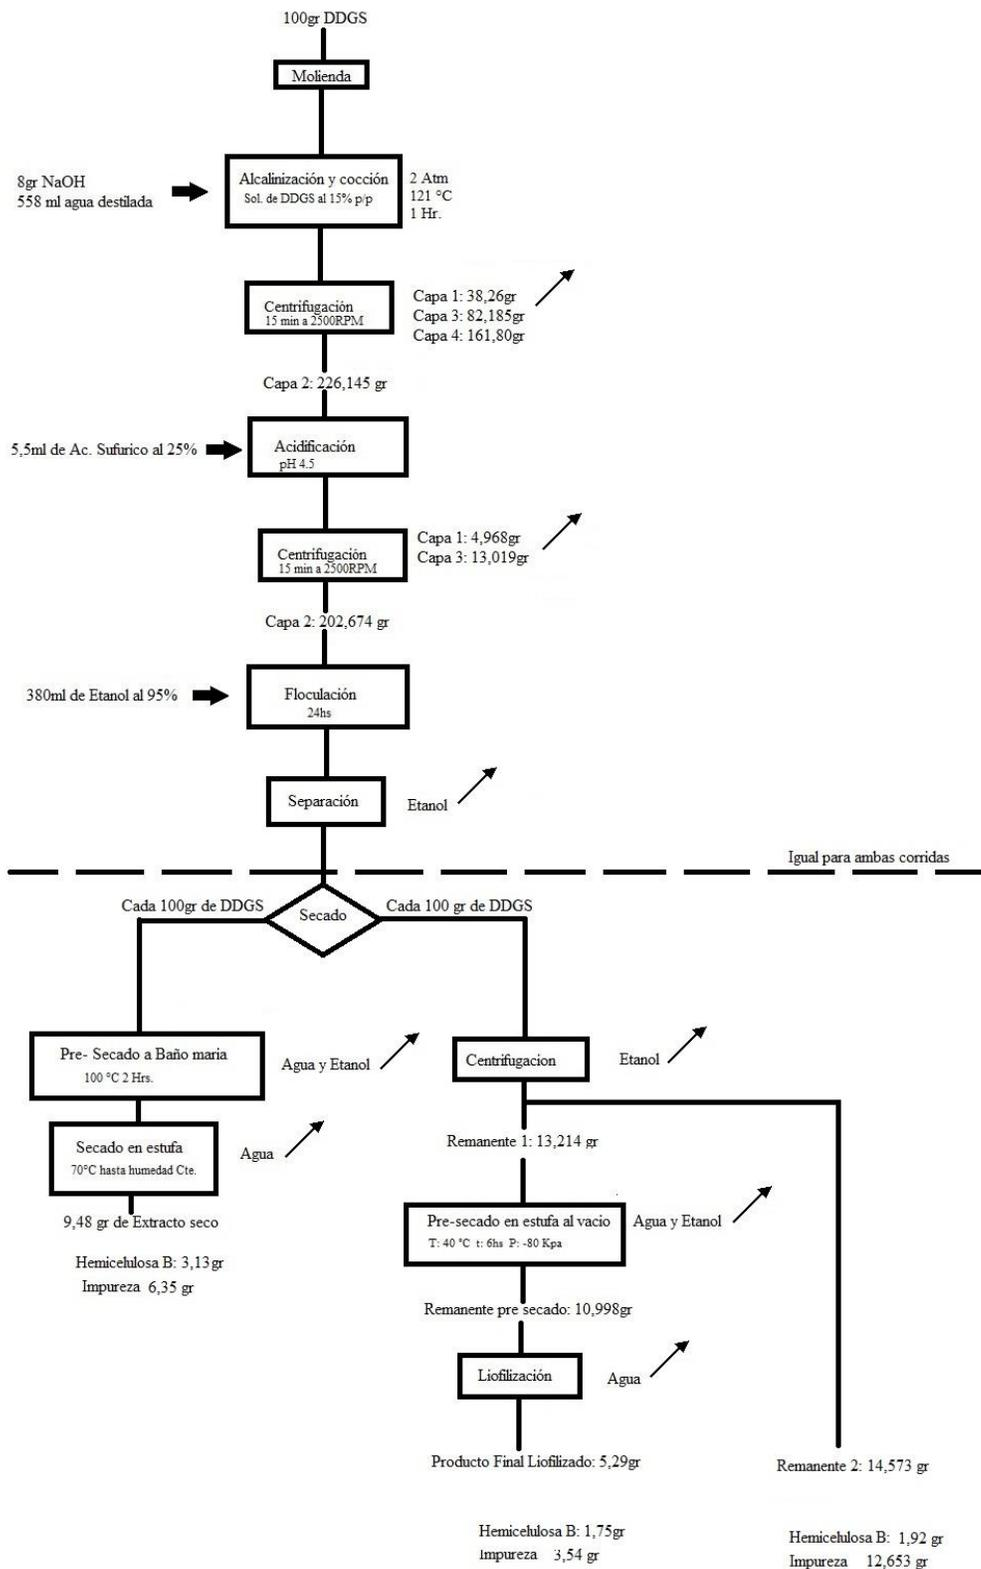 100gr DDGS
Molienda
8gr NaOH
558 ml agua destilada
Alcalinización y cocción
Sol. de DDGS al 15% p/p
2 Atm
121 °C
1 Hr.
Centrifugación
15 min a 2500RPM
Capa 1: 38,26gr
Capa 3: 82,185gr
Capa 4: 161,80gr
Capa 2: 226,145 gr
5,5ml de Ac. Sufurico al 25%
Acidificación
pH 4.5
Centrifugación
15 min a 2500RPM
Capa 1: 4,968gr
Capa 3: 13,019gr
Capa 2: 202,674 gr
380ml de Etanol al 95%
Floculación
24hs
Separación
Etanol
Igual para ambas corridas
Cada 100gr de DDGS
Secado
Cada 100 gr de DDGS
Pre- Secado a Baño maria
100 °C 2 Hrs.
Agua y Etanol
Secado en estufa
70°C hasta humedad Cte.
Agua
9,48 gr de Extracto seco
Hemicelulosa B: 3,13gr
Impureza 6,35 gr
Centrifugacion
Etanol
Remanente 1: 13,214 gr
Pre-secado en estufa al vacio
T: 40 °C t: 6hs P: -80 Kpa
Agua y Etanol
Remanente pre secado: 10,998gr
Liofilización
Agua
Producto Final Liofilizado: 5,29gr
Hemicelulosa B: 1,75gr
Impureza 3,54 gr
Remanente 2: 14,573 gr
Hemicelulosa B: 1,92 gr
Impureza 12,653 gr